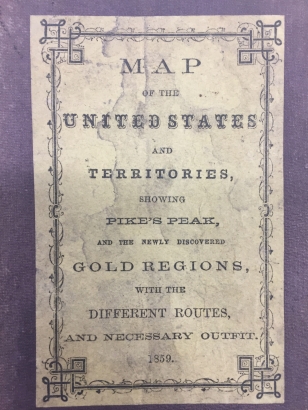 MAP
OF THE
UNITED STATES
AND
TERRITORIES,
SHOWING
PIKE'S PEAK,
AND THE NEWLY DISCOVERED
GOLD REGIONS,
WITH THE
DIFFERENT ROUTES,
AND NECESSARY OUTFIT.
1859.